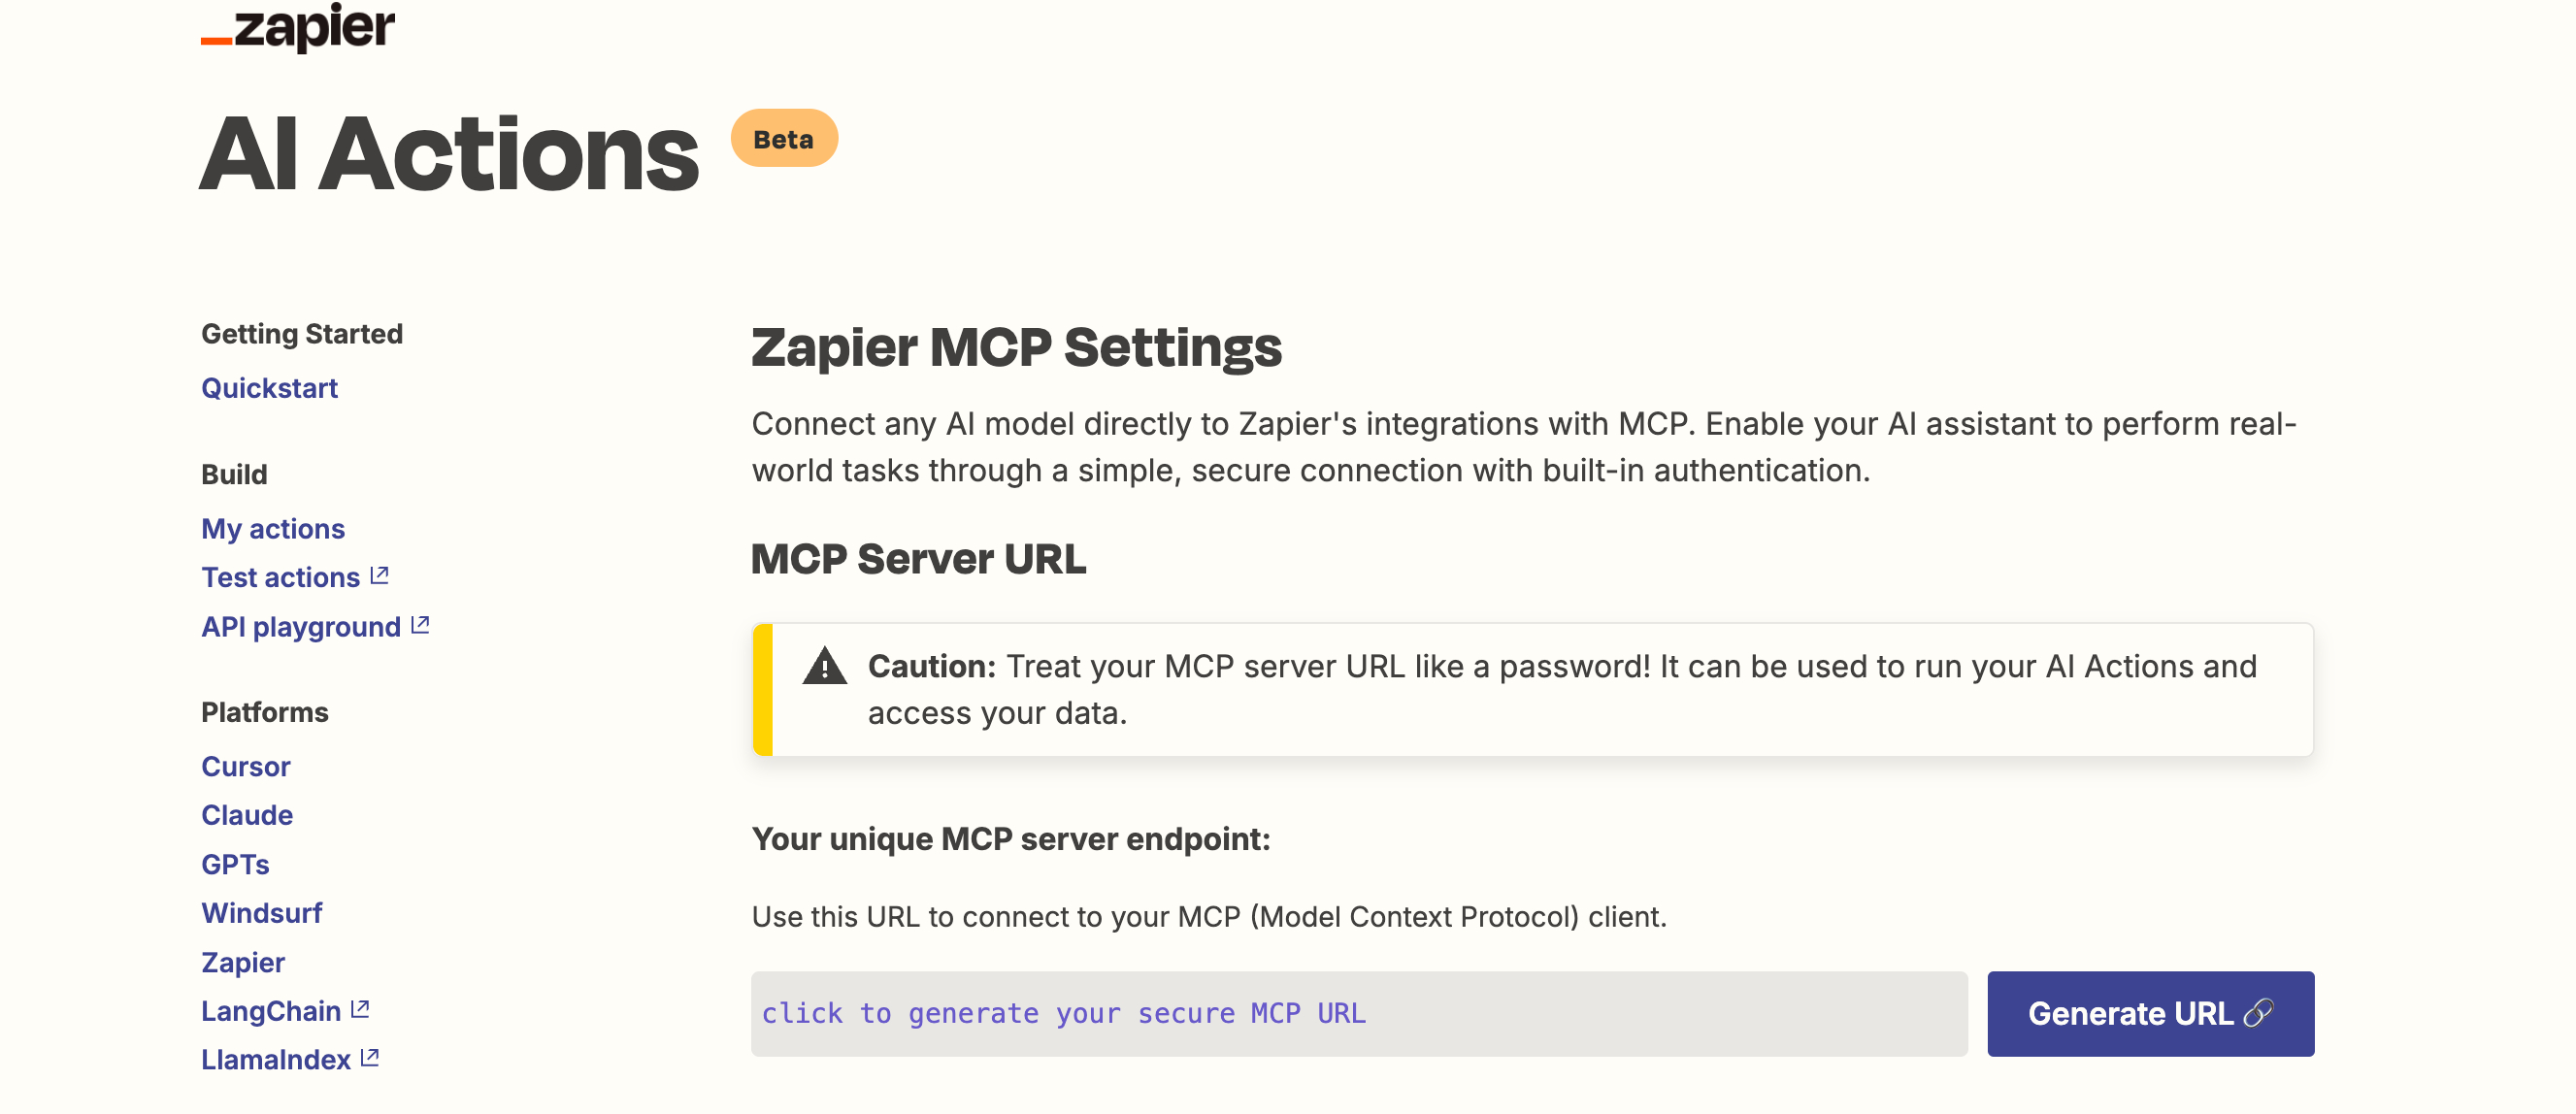 zapier
AI Actions
Beta
Getting Started
Quickstart
Build
My actions
Test actions
API playground
Platforms
Cursor
Claude
GPTs
Windsurf
Zapier
LangChain
LlamaIndex
Zapier MCP Settings
Connect any AI model directly to Zapier's integrations with MCP. Enable your AI assistant to perform real-
world tasks through a simple, secure connection with built-in authentication.
MCP Server URL
Caution: Treat your MCP server URL like a password! It can be used to run your AI Actions and
access your data.
Your unique MCP server endpoint:
Use this URL to connect to your MCP (Model Context Protocol) client.
click to generate your secure MCP URL
Generate URL